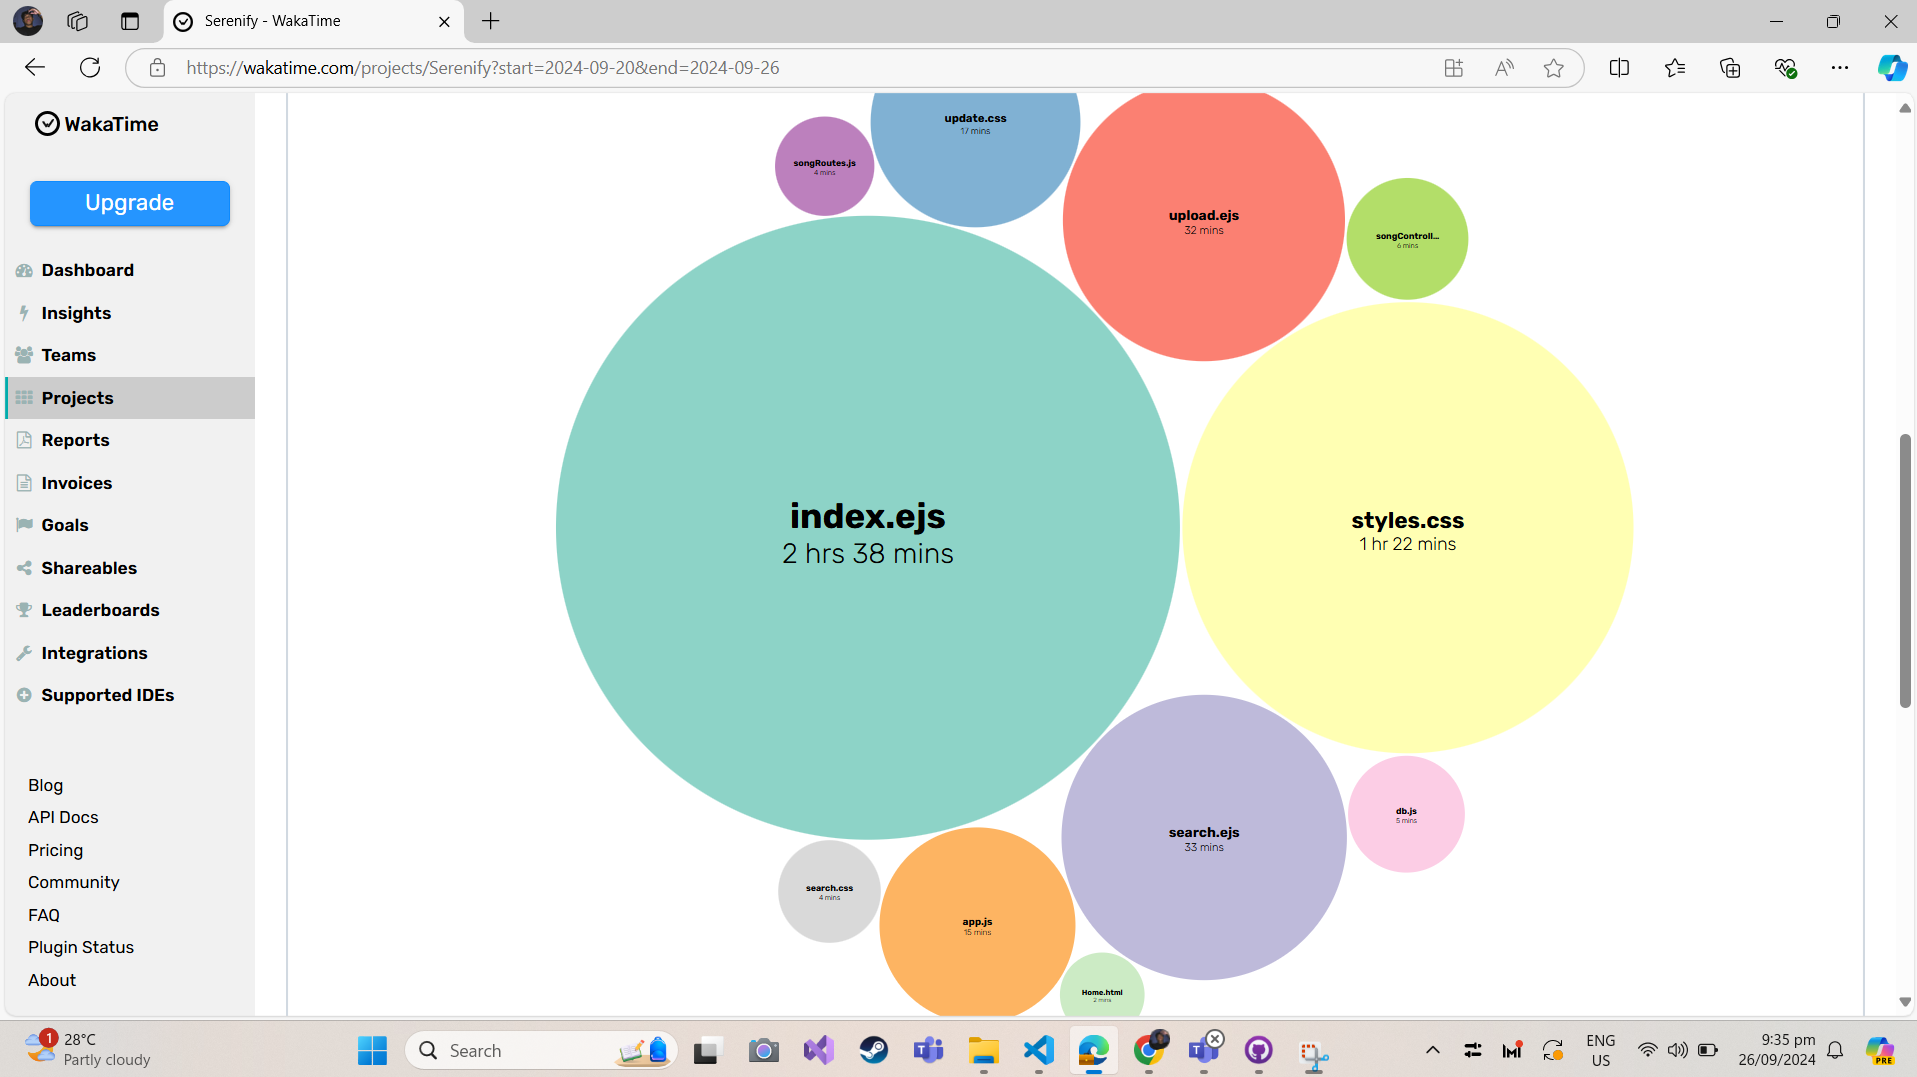 Serenify - WakaTime
https://wakatime.com/projects/Serenify?start=2024-09-20&end=2024-09-26
WakaTime
Upgrade
Dashboard
Insights
Teams
Projects
Reports
Invoices
Goals
Shareables
Leaderboards
Integrations
Supported IDEs
Blog
API Docs
Pricing
Community
FAQ
Plugin Status
About
update.css
17 mins
songRoutes.js
4 mins
upload.ejs
32 mins
songControll...
6 mins
index.ejs
2 hrs 38 mins
styles.css
1 hr 22 mins
search.ejs
33 mins
db.js
5 mins
search.css
4 mins
app.js
15 mins
Home.html
2 mins
1
28°C
Partly cloudy
Search
ENG
US
9:35 pm
26/09/2024
PRE